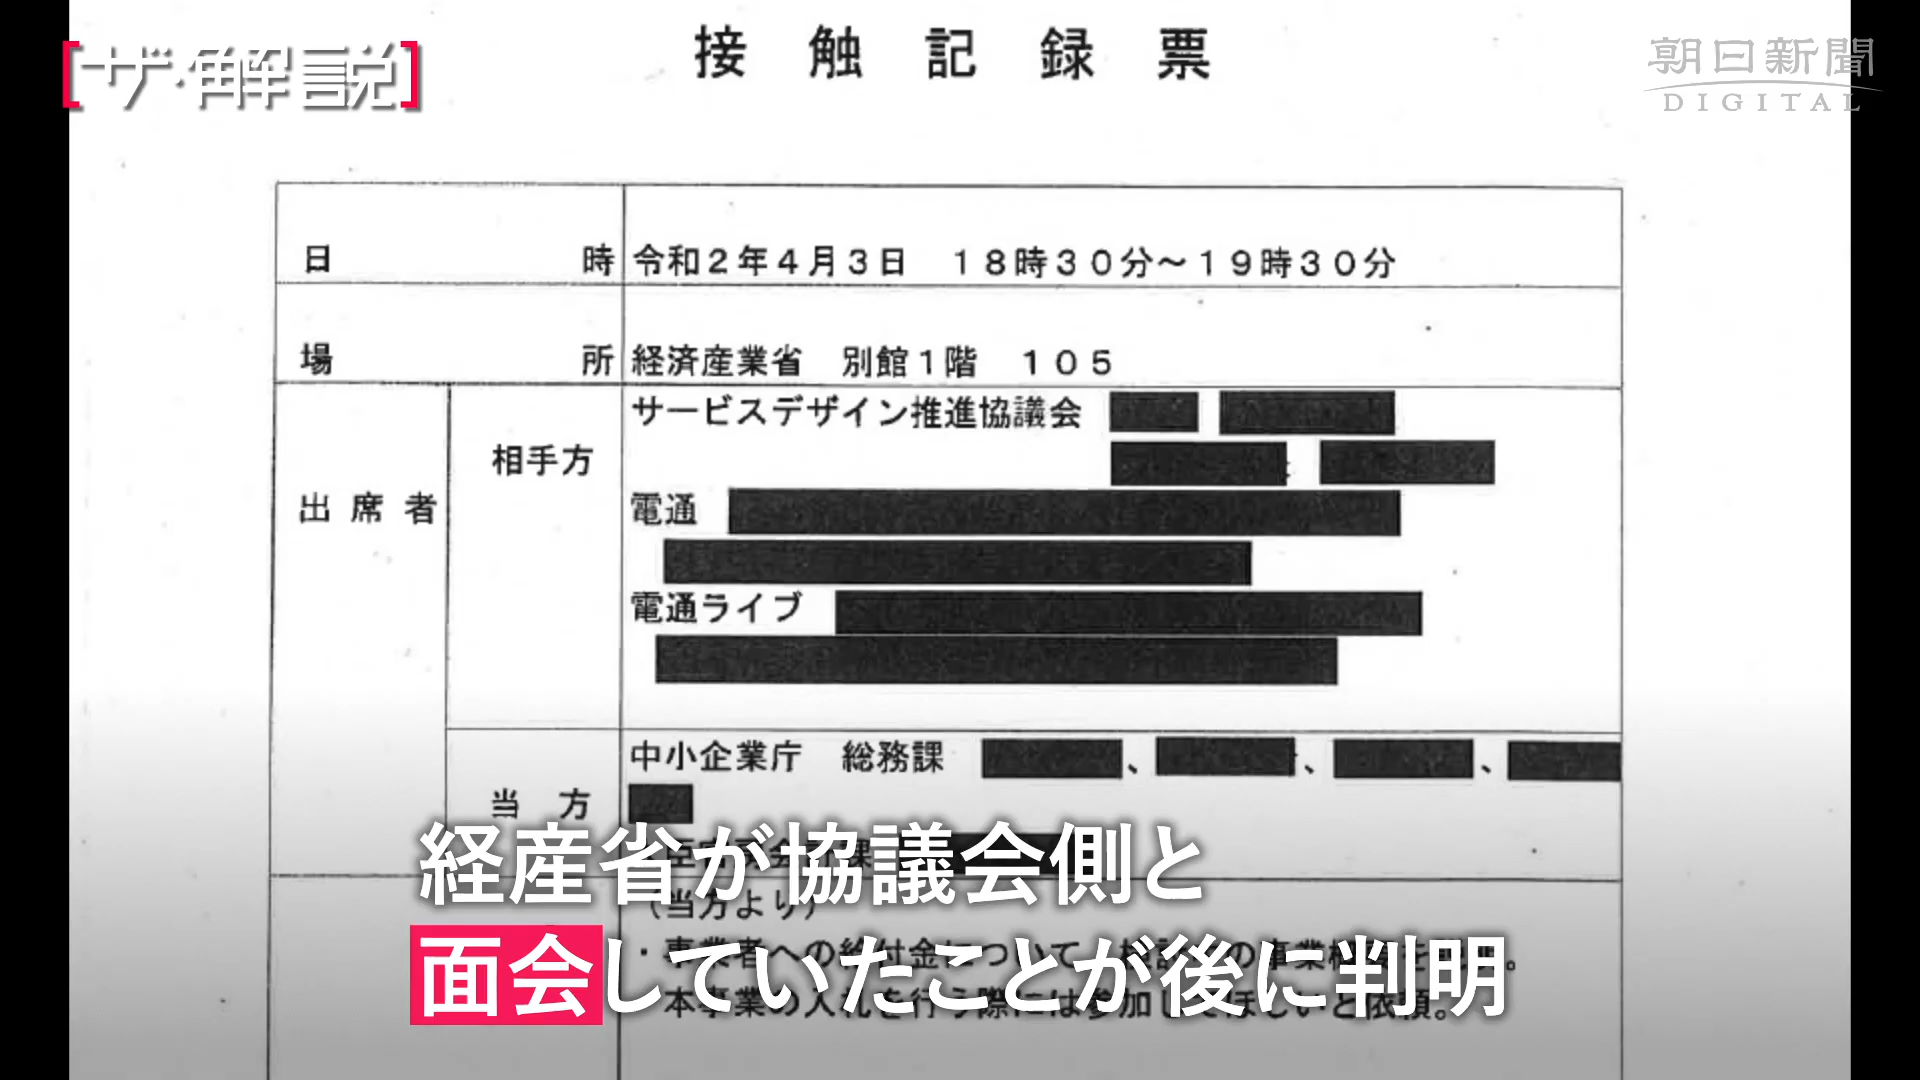 [ザ・解説]
朝日新聞
DIGITAL
接触記録票
日時 令和2年4月3日 18時30分～19時30分
場所 経済産業省 別館1階 105
出席者
相手方
サービスデザイン推進協議会
電通
電通ライブ
当方
中小企業庁 総務課 、 、 、
(当方より)
経産省が協議会側と
面会していたことが後に判明